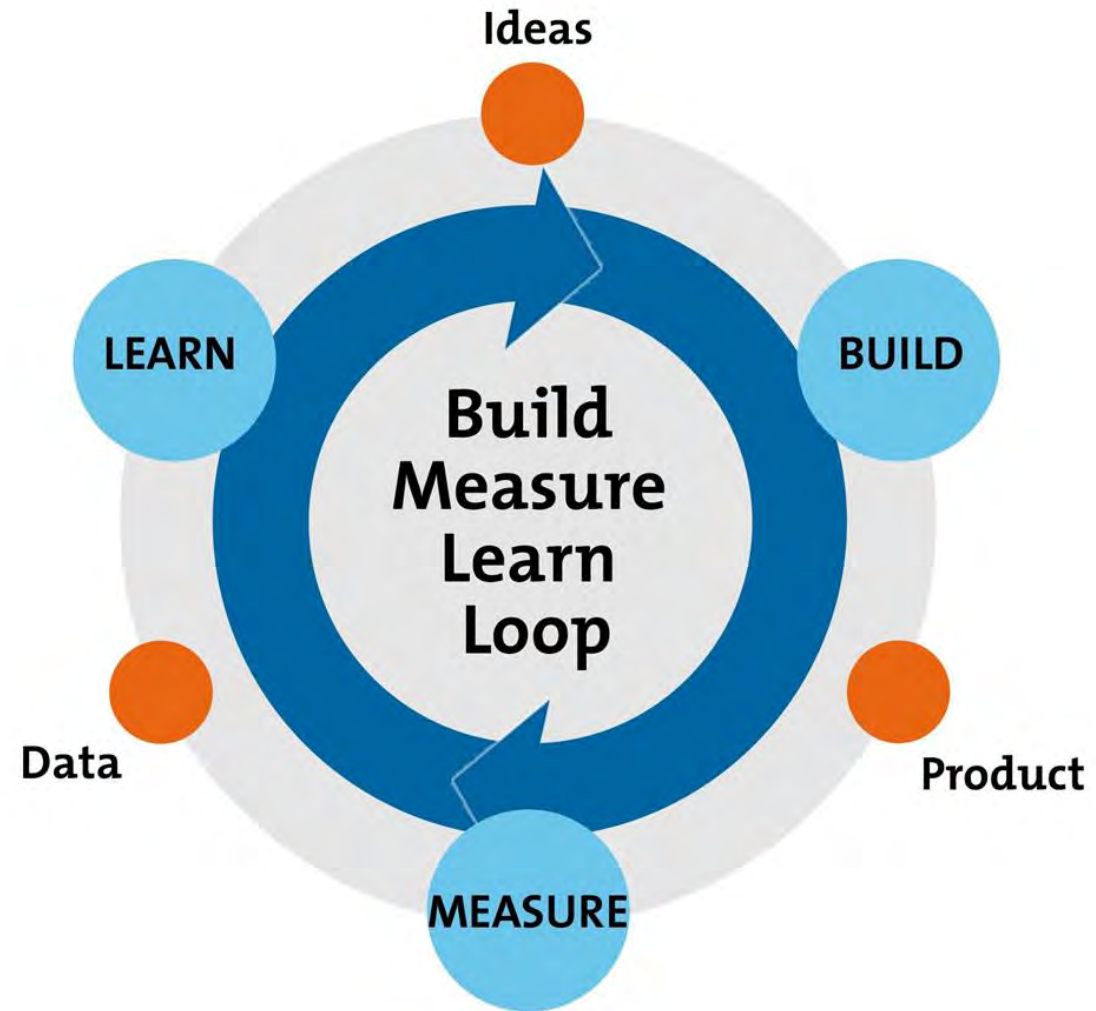 Ideas
LEARN
BUILD
Build
Measure
Learn
Loop
Data
Product
MEASURE